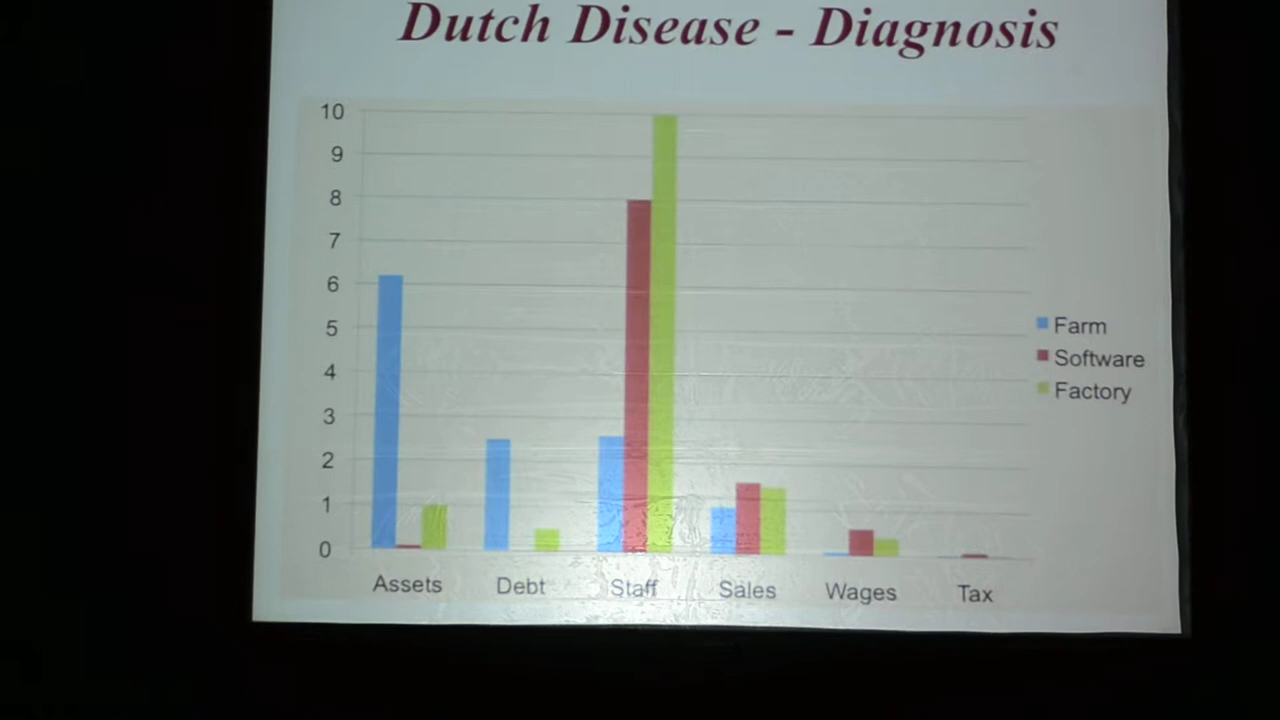 Dutch Disease - Diagnosis
10
9
8
7
6
5
4
3
2
1
0
Assets Debt Staff Sales Wages Tax
Farm
Software
Factory